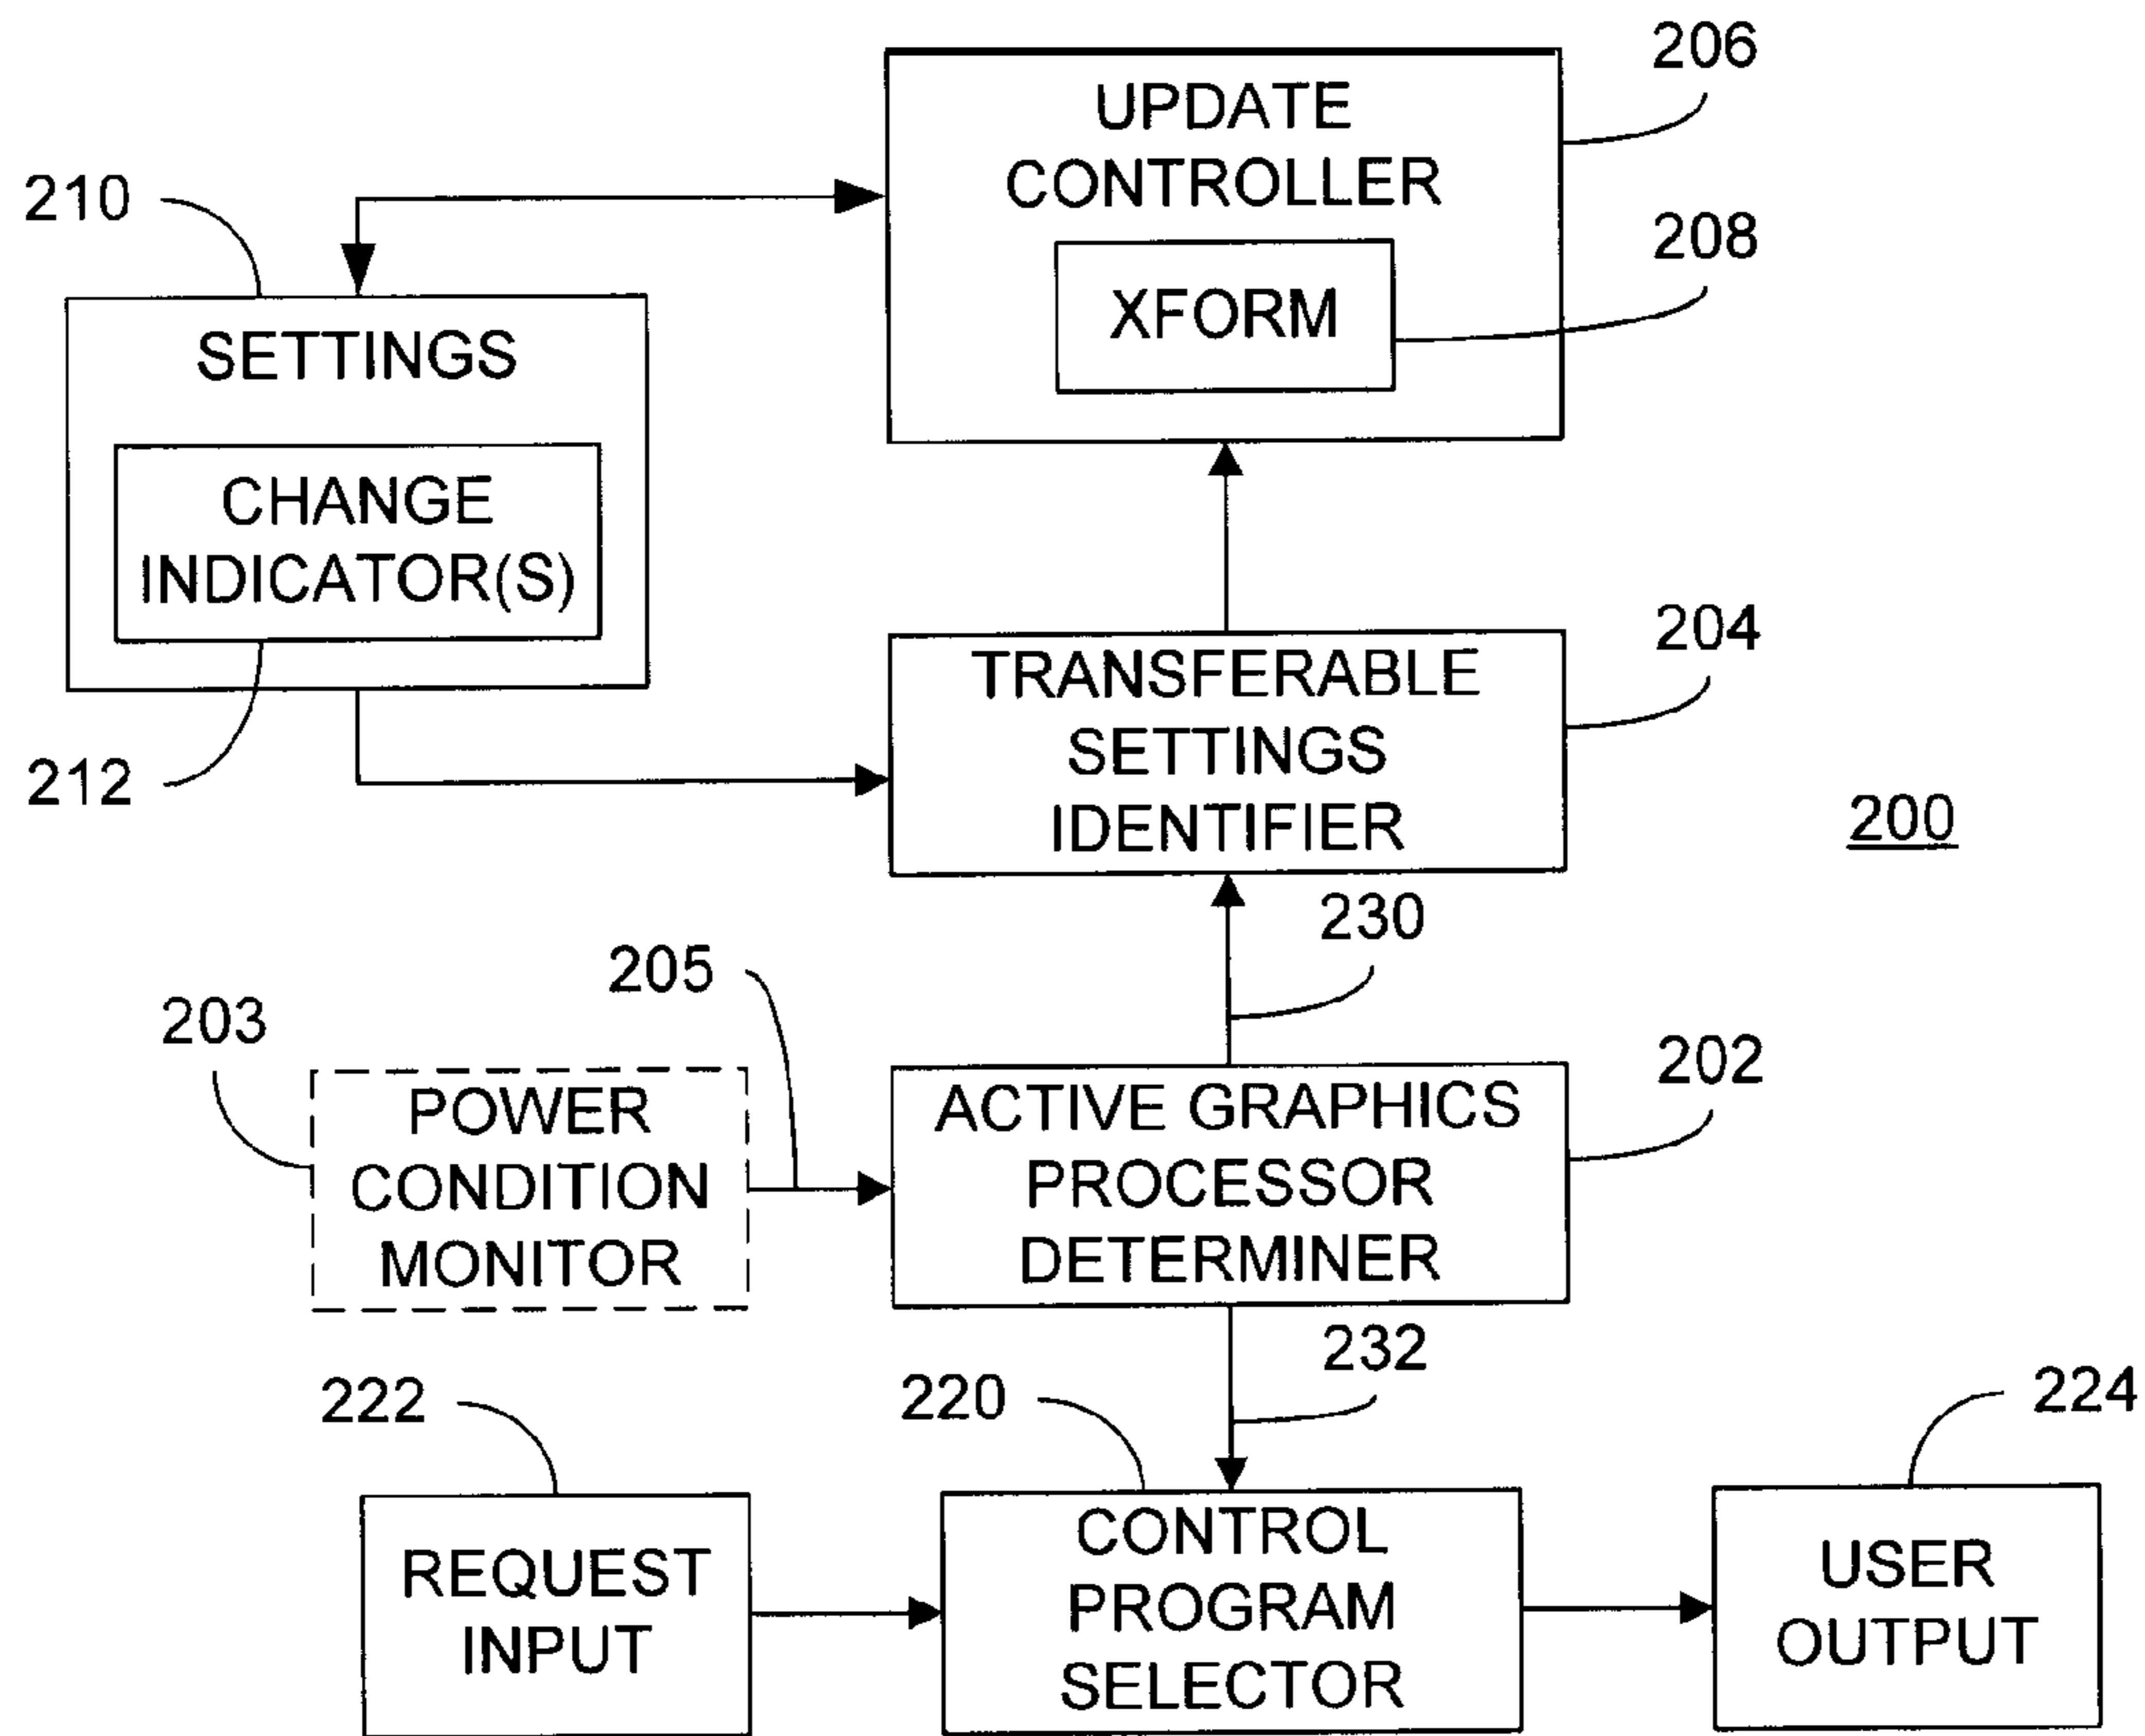 206
UPDATE
CONTROLLER
208
XFORM
210
SETTINGS
CHANGE
INDICATOR(S)
212
204
TRANSFERABLE
SETTINGS
IDENTIFIER
200
230
205
203
POWER
CONDITION
MONITOR
202
ACTIVE GRAPHICS
PROCESSOR
DETERMINER
232
222
220
224
REQUEST
INPUT
CONTROL
PROGRAM
SELECTOR
USER
OUTPUT